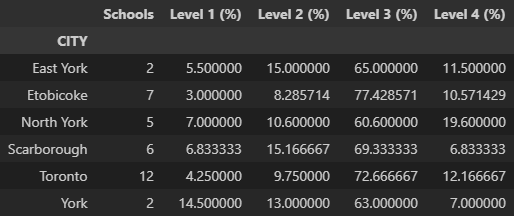 Schools Level 1 (%) Level 2 (%) Level 3 (%) Level 4 (%)
CITY
East York 2 5.500000 15.000000 65.000000 11.500000
Etobicoke 7 3.000000 8.285714 77.428571 10.571429
North York 5 7.000000 10.600000 60.600000 19.600000
Scarborough 6 6.833333 15.166667 69.333333 6.833333
Toronto 12 4.250000 9.750000 72.666667 12.166667
York 2 14.500000 13.000000 63.000000 7.000000